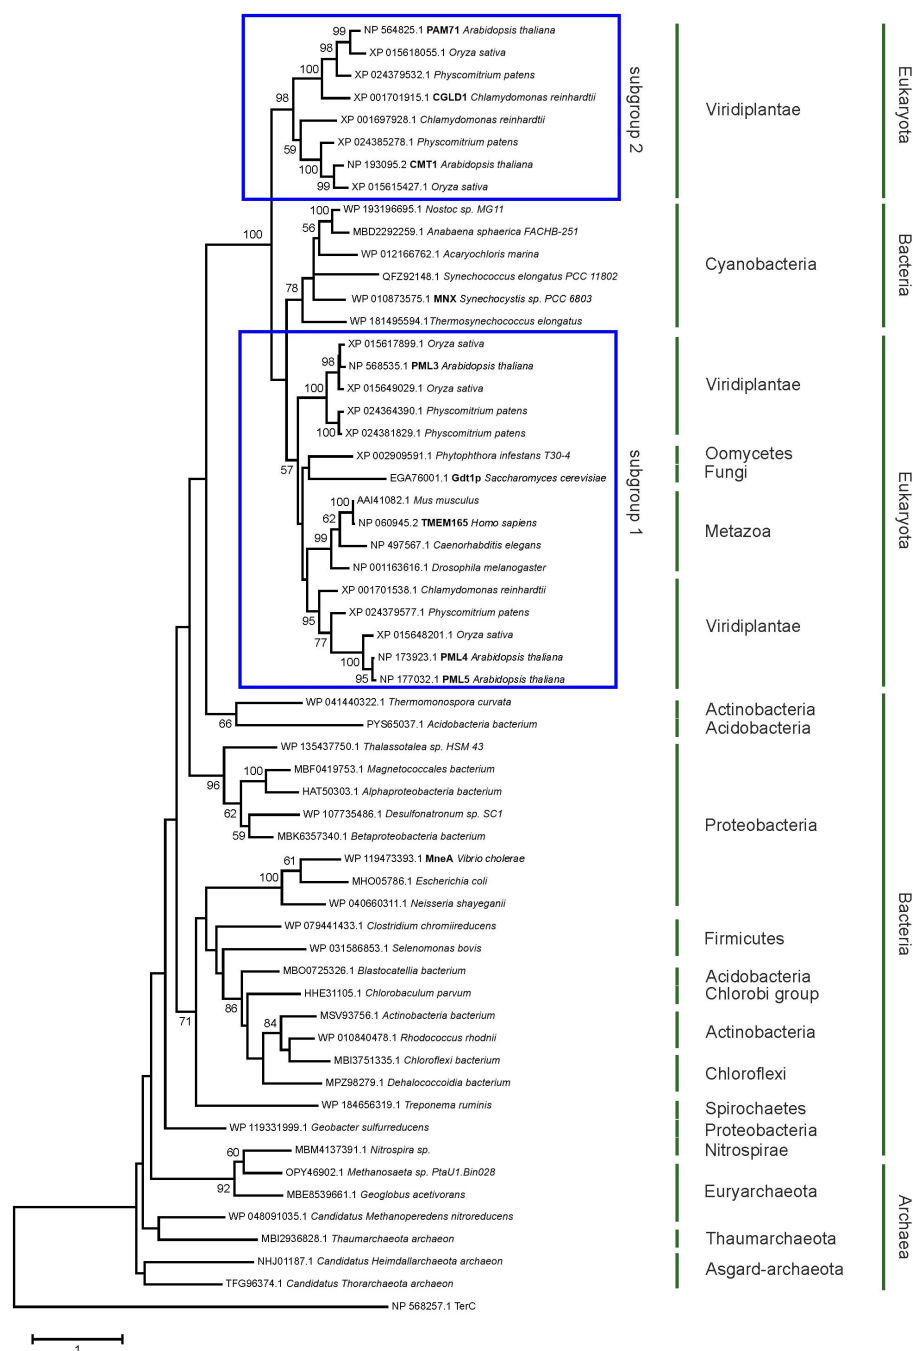 99
NP 564825.1 PAM71 Arabidopsis thaliana
98
XP 015618055.1 Oryza sativa
100
XP 024379532.1 Physcomitrium patens
98
XP 001701915.1 CGLD1 Chlamydomonas reinhardtii
XP 001697928.1 Chlamydomonas reinhardtii
59
XP 024385278.1 Physcomitrium patens
100
NP 193095.2 CMT1 Arabidopsis thaliana
99
XP 015615427.1 Oryza sativa
subgroup 2
Viridiplantae
Eukaryota
100
100
WP 193196695.1 Nostoc sp. MG11
56
MBD2292259.1 Anabaena sphaerica FACHB-251
WP 012166762.1 Acaryochloris marina
QFZ92148.1 Synechococcus elongatus PCC 11802
78
WP 010873575.1 MNX Synechocystis sp. PCC 6803
WP 181495594.1Thermosynechococcus elongatus
Cyanobacteria
Bacteria
XP 015617899.1 Oryza sativa
98
NP 568535.1 PML3 Arabidopsis thaliana
100
XP 015649029.1 Oryza sativa
XP 024364390.1 Physcomitrium patens
100
XP 024381829.1 Physcomitrium patens
Viridiplantae
57
XP 002909591.1 Phytophthora infestans T30-4
Oomycetes
EGA76001.1 Gdt1p Saccharomyces cerevisiae
Fungi
100
AAI41082.1 Mus musculus
62
NP 060945.2 TMEM165 Homo sapiens
99
NP 497567.1 Caenorhabditis elegans
NP 001163616.1 Drosophila melanogaster
Metazoa
XP 001701538.1 Chlamydomonas reinhardtii
95
XP 024379577.1 Physcomitrium patens
77
XP 015648201.1 Oryza sativa
100
NP 173923.1 PML4 Arabidopsis thaliana
95
NP 177032.1 PML5 Arabidopsis thaliana
Viridiplantae
subgroup 1
Eukaryota
WP 041440322.1 Thermomonospora curvata
Actinobacteria
66
PYS65037.1 Acidobacteria bacterium
Acidobacteria
WP 135437750.1 Thalassotalea sp. HSM 43
96
100
MBF0419753.1 Magnetococcales bacterium
HAT50303.1 Alphaproteobacteria bacterium
62
WP 107735486.1 Desulfonatronum sp. SC1
59
MBK6357340.1 Betaproteobacteria bacterium
Proteobacteria
61
WP 119473393.1 MneA Vibrio cholerae
100
MHO05786.1 Escherichia coli
WP 040660311.1 Neisseria shayeganii
WP 079441433.1 Clostridium chromiireducens
Firmicutes
WP 031586853.1 Selenomonas bovis
MBO0725326.1 Blastocatellia bacterium
Acidobacteria
86
HHE31105.1 Chlorobaculum parvum
Chlorobi group
71
84
MSV93756.1 Actinobacteria bacterium
WP 010840478.1 Rhodococcus rhodnii
Actinobacteria
MBI3751335.1 Chloroflexi bacterium
Chloroflexi
MPZ98279.1 Dehalococcoidia bacterium
WP 184656319.1 Treponema ruminis
Spirochaetes
WP 119331999.1 Geobacter sulfurreducens
Proteobacteria
60
MBM4137391.1 Nitrospira sp.
Nitrospirae
Bacteria
OPY46902.1 Methanosaeta sp. PtaU1.Bin028
92
MBE8539661.1 Geoglobus acetivorans
Euryarchaeota
WP 048091035.1 Candidatus Methanoperedens nitroreducens
MBI2936828.1 Thaumarchaeota archaeon
Thaumarchaeota
NHJ01187.1 Candidatus Heimdallarchaeota archaeon
Asgard-archaeota
TFG96374.1 Candidatus Thorarchaeota archaeon
Archaea
NP 568257.1 TerC
1